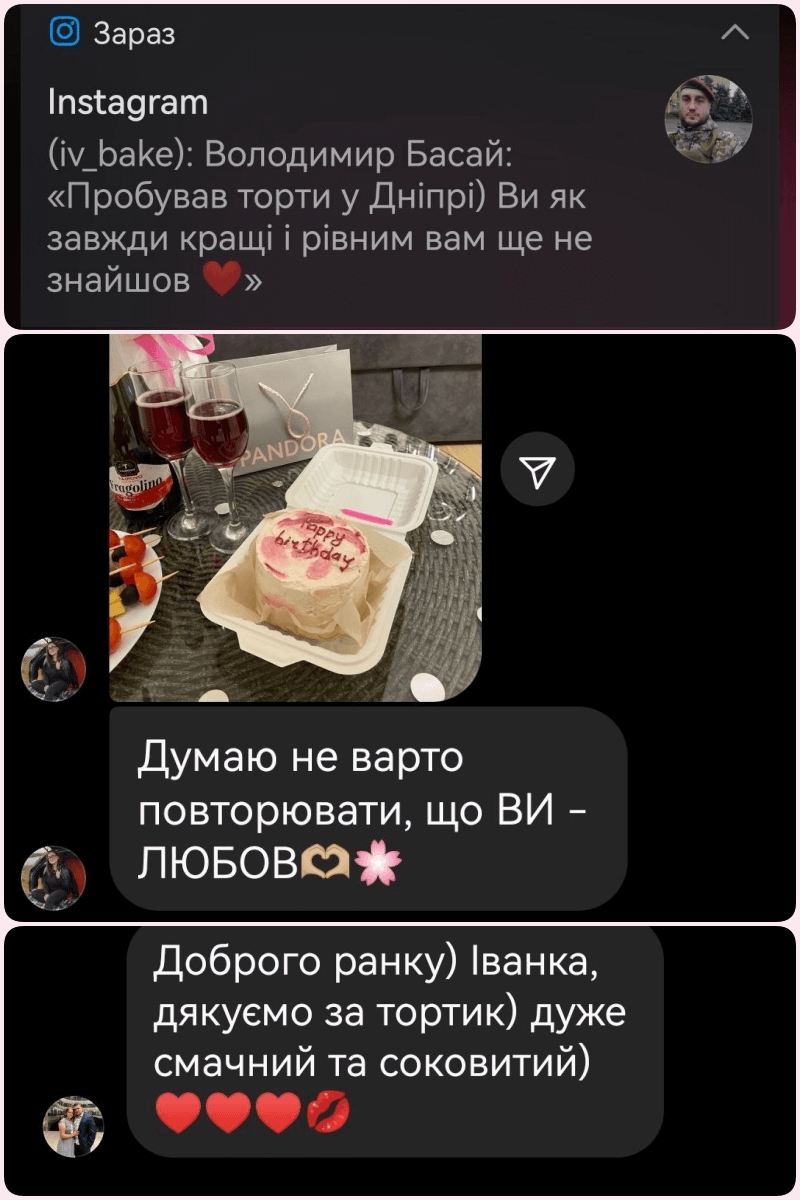 Зараз
Instagram
(iv_bake): Володимир Басай:
«Пробував торти у Дніпрі) Ви як
завжди кращі і рівним вам ще не
знайшов ❤️»
PANDORA
Fragolino
happy
birthday
Думаю не варто
повторювати, що ВИ –
ЛЮБОВ🫶🏼🌸
Доброго ранку) Іванка,
дякуємо за тортик) дуже
смачний та соковитий)
❤️❤️❤️💋